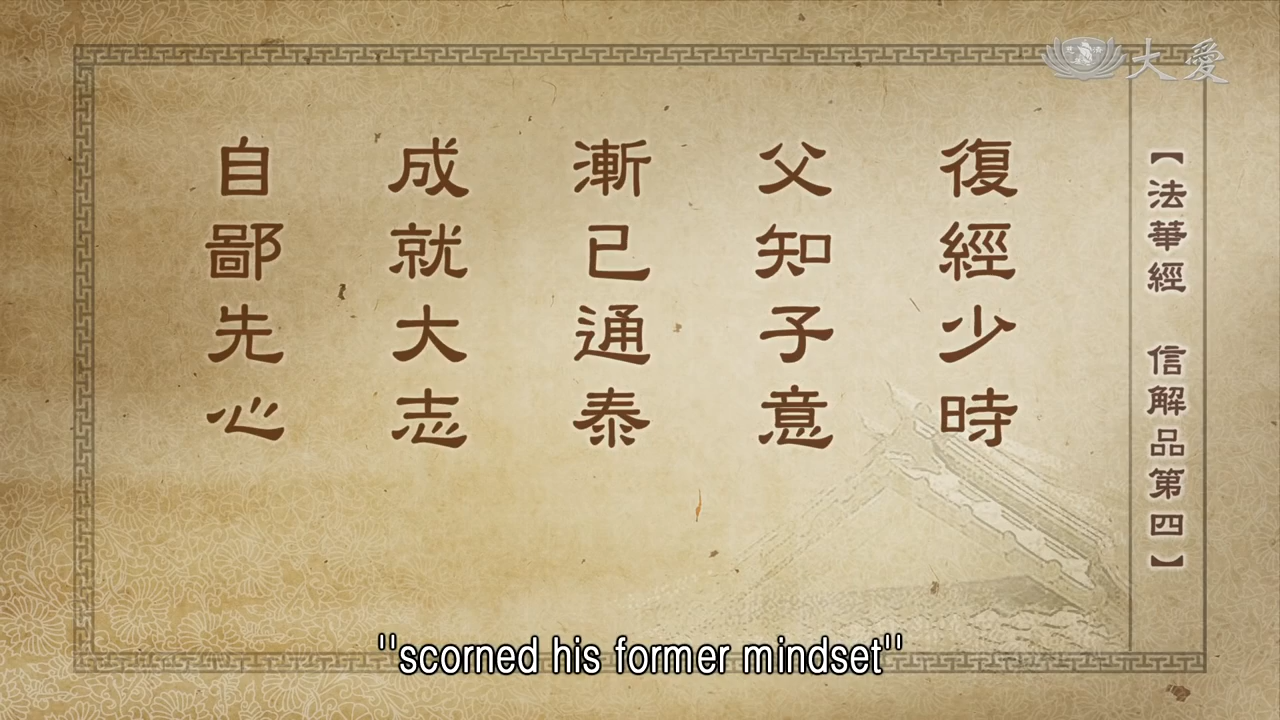 大愛
【法華經 信解品第四】
復經少時
父知子意
漸已通泰
成就大志
自鄙先心
"scorned his former mindset"